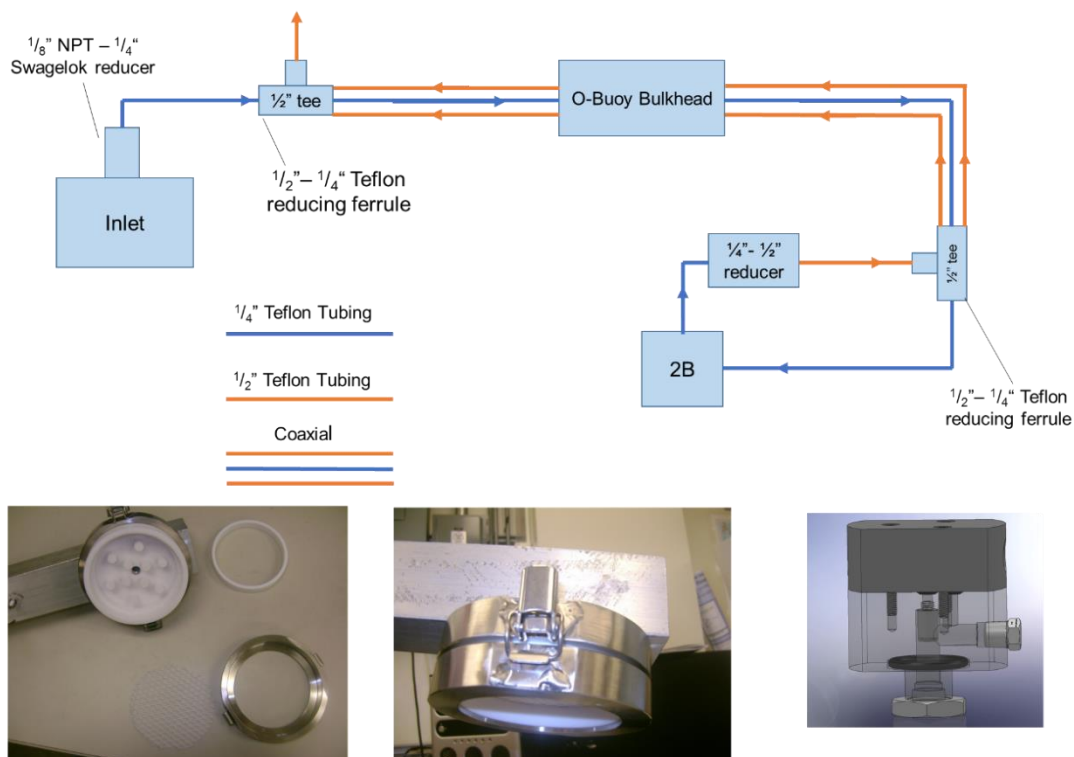 ¹/₈” NPT – ¹/₄“
Swagelok reducer
½” tee
O-Buoy Bulkhead
¹/₂”– ¹/₄“ Teflon
reducing ferrule
Inlet
¼”- ½”
reducer
½” tee
2B
¹/₂”– ¹/₄“ Teflon
reducing ferrule
¹/₄” Teflon Tubing
¹/₂” Teflon Tubing
Coaxial